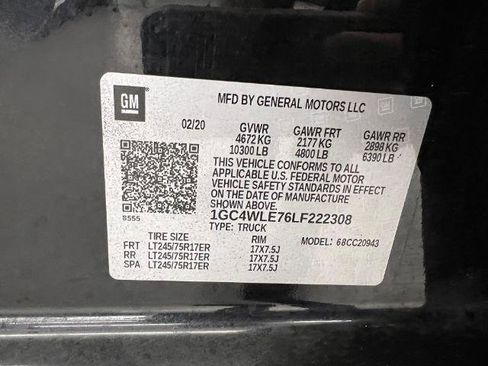 GM
MFD BY GENERAL MOTORS LLC
02/20 GVWR GAWR FRT GAWR RR
4672 KG 2177 KG 2898 KG
10300 LB 4800 LB 6390 LB
THIS VEHICLE CONFORMS TO ALL
APPLICABLE U.S. FEDERAL MOTOR
VEHICLE SAFETY STANDARDS IN EFFECT
ON THE DATE OF MANUFACTURE SHOWN ABOVE.
1GC4WLE76LF222308
8555 TYPE: TRUCK
TIRE SIZE RIM MODEL: 68CC20943
FRT LT245/75R17ER 17X7.5J
RR LT245/75R17ER 17X7.5J
SPA LT245/75R17ER 17X7.5J